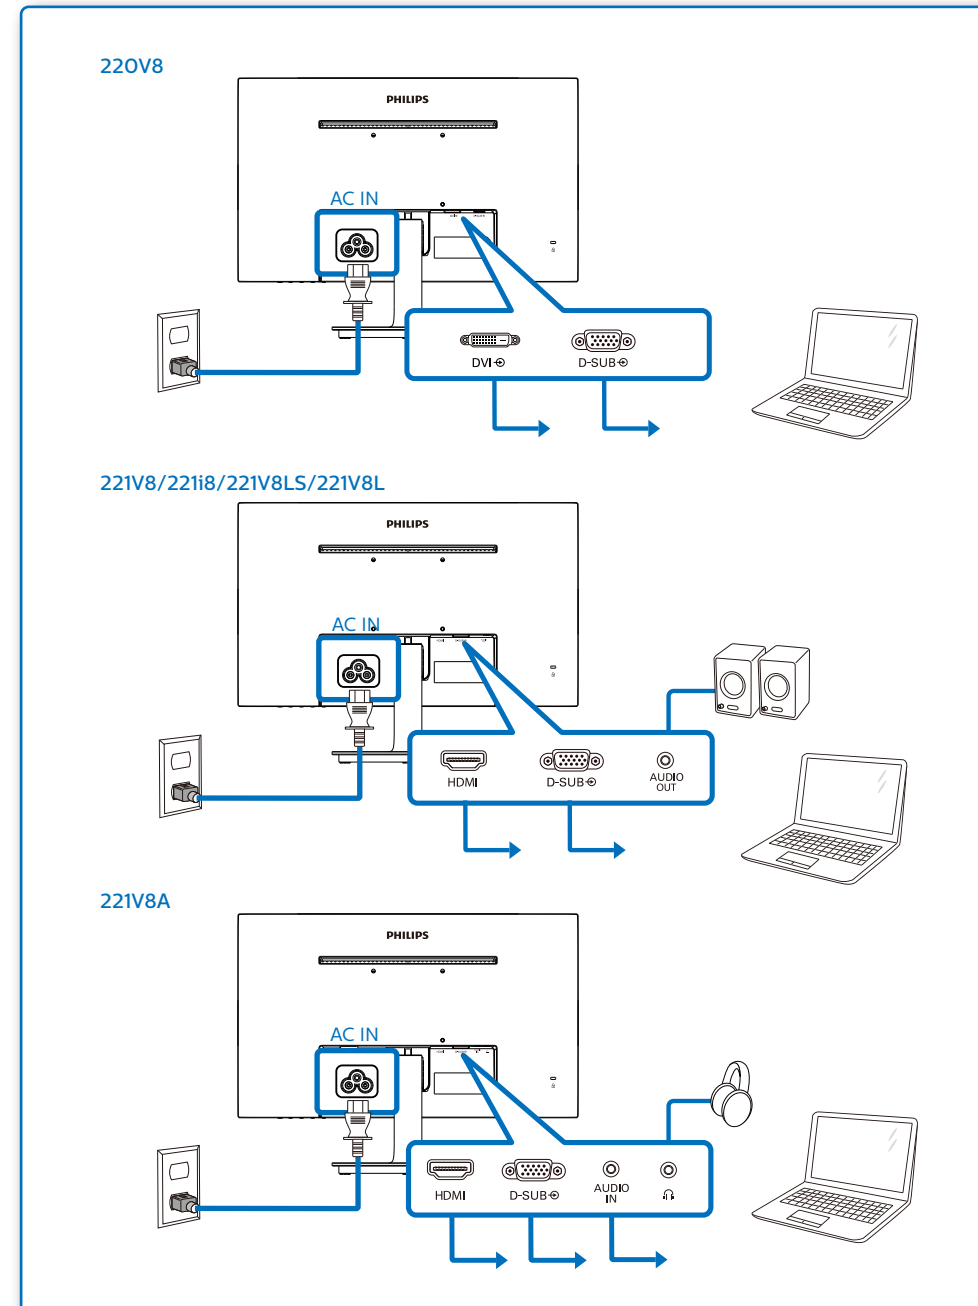 220V8
PHILIPS
AC IN
DVI
D-SUB
221V8/221i8/221V8LS/221V8L
PHILIPS
AC IN
HDMI
D-SUB
AUDIO
OUT
221V8A
PHILIPS
AC IN
HDMI
D-SUB
AUDIO
IN